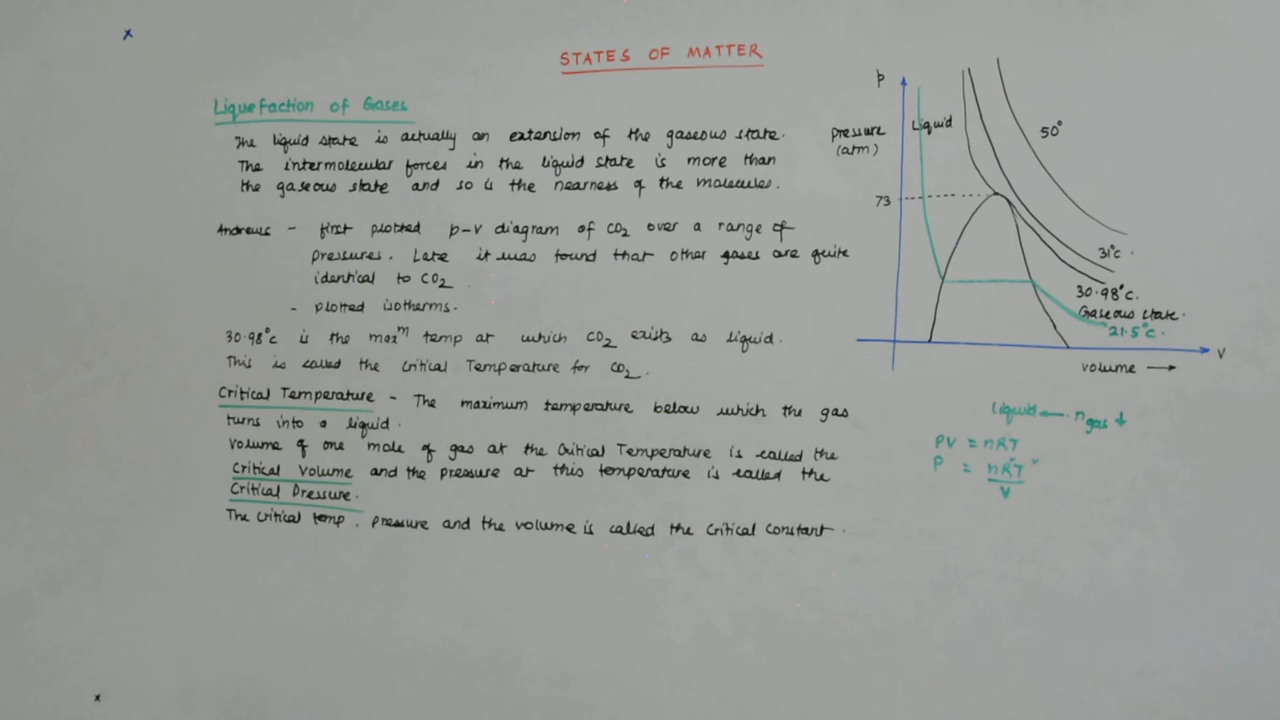 STATES OF MATTER
Liquefaction of Gases
The liquid state is actually an extension of the gaseous state.
The intermolecular forces in the liquid state is more than
the gaseous state and so is the nearness of the molecules.
Andrews - first plotted p-v diagram of CO2 over a range of
pressures. Late it was found that other gases are quite
identical to CO2.
- plotted isotherms.
30.98°c is the maxᵐ temp at which CO2 exists as liquid.
This is called the critical Temperature for CO2.
Critical Temperature - The maximum temperature below which the gas
turns into a liquid.
Volume of one mole of gas at the Critical Temperature is called the
Critical Volume and the pressure at this temperature is called the
Critical Pressure.
The critical temp, pressure and the volume is called the Critical Constant.
p
Pressure
(atm)
Liquid
50°
73
31°c.
30.98°c.
Gaseous state.
21.5°c.
V
volume →
liquid ← n gas ↓
PV = nRT
P = nRT
V